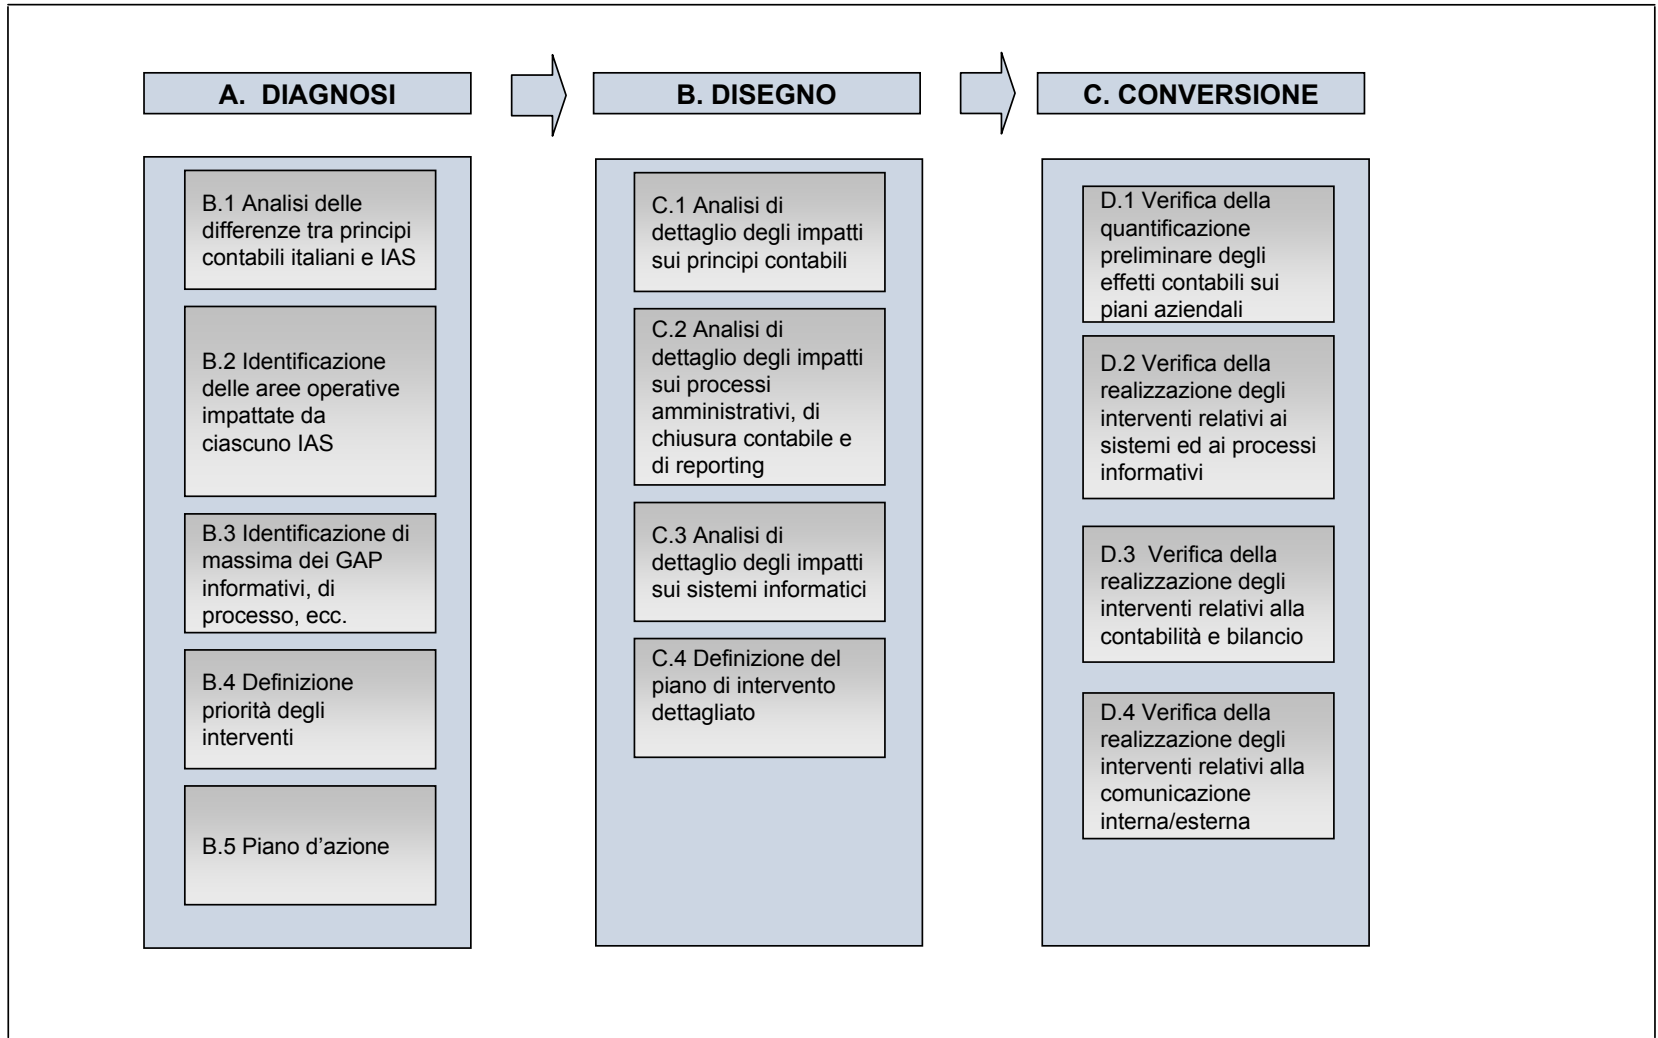 A. DIAGNOSI
B. DISEGNO
C. CONVERSIONE
B.1 Analisi delle
differenze tra principi
contabili italiani e IAS
B.2 Identificazione
delle aree operative
impattate da
ciascuno IAS
B.3 Identificazione di
massima dei GAP
informativi, di
processo, ecc.
B.4 Definizione
priorità degli
interventi
B.5 Piano d’azione
C.1 Analisi di
dettaglio degli impatti
sui principi contabili
C.2 Analisi di
dettaglio degli impatti
sui processi
amministrativi, di
chiusura contabile e
di reporting
C.3 Analisi di
dettaglio degli impatti
sui sistemi informatici
C.4 Definizione del
piano di intervento
dettagliato
D.1 Verifica della
quantificazione
preliminare degli
effetti contabili sui
piani aziendali
D.2 Verifica della
realizzazione degli
interventi relativi ai
sistemi ed ai processi
informativi
D.3 Verifica della
realizzazione degli
interventi relativi alla
contabilità e bilancio
D.4 Verifica della
realizzazione degli
interventi relativi alla
comunicazione
interna/esterna